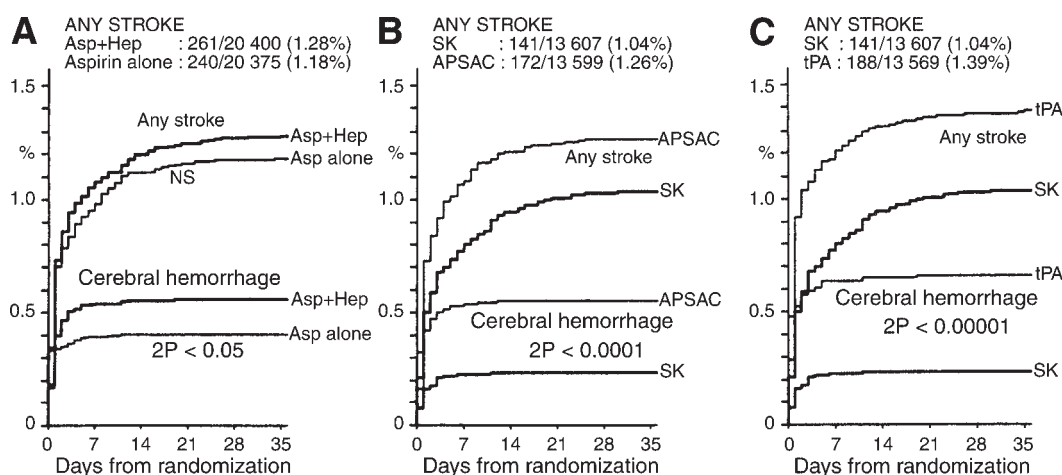 A
ANY STROKE
Asp+Hep : 261/20 400 (1.28%)
Aspirin alone : 240/20 375 (1.18%)
1.5
%
1.0
0.5
0
Any stroke
Asp+Hep
Asp alone
NS
Cerebral hemorrhage
Asp+Hep
Asp alone
2P < 0.05
0 7 14 21 28 35
Days from randomization
B
ANY STROKE
SK : 141/13 607 (1.04%)
APSAC : 172/13 599 (1.26%)
1.5
%
1.0
0.5
0
APSAC
Any stroke
SK
APSAC
Cerebral hemorrhage
2P < 0.0001
SK
0 7 14 21 28 35
Days from randomization
C
ANY STROKE
SK : 141/13 607 (1.04%)
tPA : 188/13 569 (1.39%)
1.5
%
1.0
0.5
0
tPA
Any stroke
SK
tPA
Cerebral hemorrhage
2P < 0.00001
SK
0 7 14 21 28 35
Days from randomization